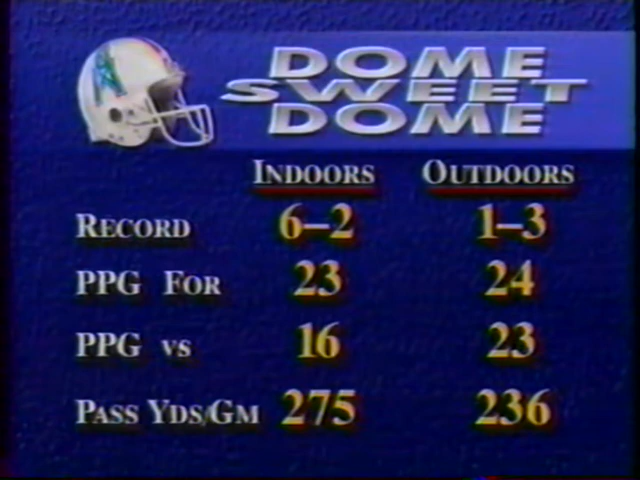 DOME
SWEET
DOME
INDOORS OUTDOORS
RECORD 6–2 1–3
PPG FOR 23 24
PPG VS 16 23
PASS YDS/GM 275 236